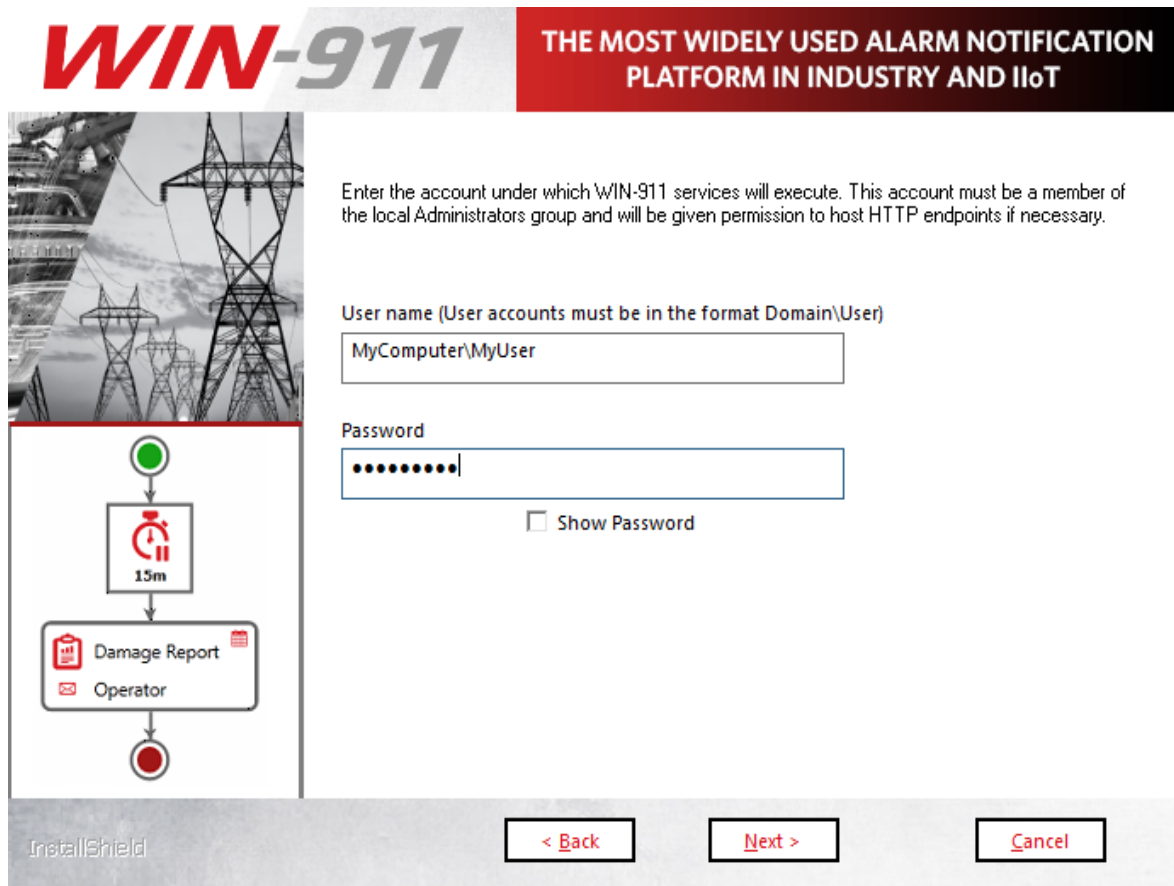 WIN-911
THE MOST WIDELY USED ALARM NOTIFICATION
PLATFORM IN INDUSTRY AND IIoT
Enter the account under which WIN-911 services will execute. This account must be a member of
the local Administrators group and will be given permission to host HTTP endpoints if necessary.
User name (User accounts must be in the format Domain\User)
MyComputer\MyUser
Password
•••••••••
Show Password
15m
Damage Report
Operator
InstallShield
< Back
Next >
Cancel